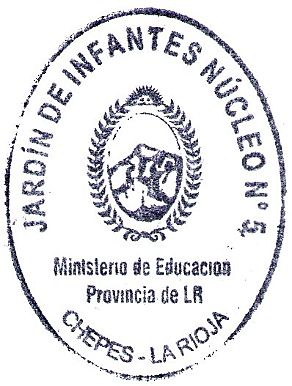 JARDÍN DE INFANTES NÚCLEO Nº 5
Ministerio de Educacion
Provincia de LR
CHEPES - LA RIOJA